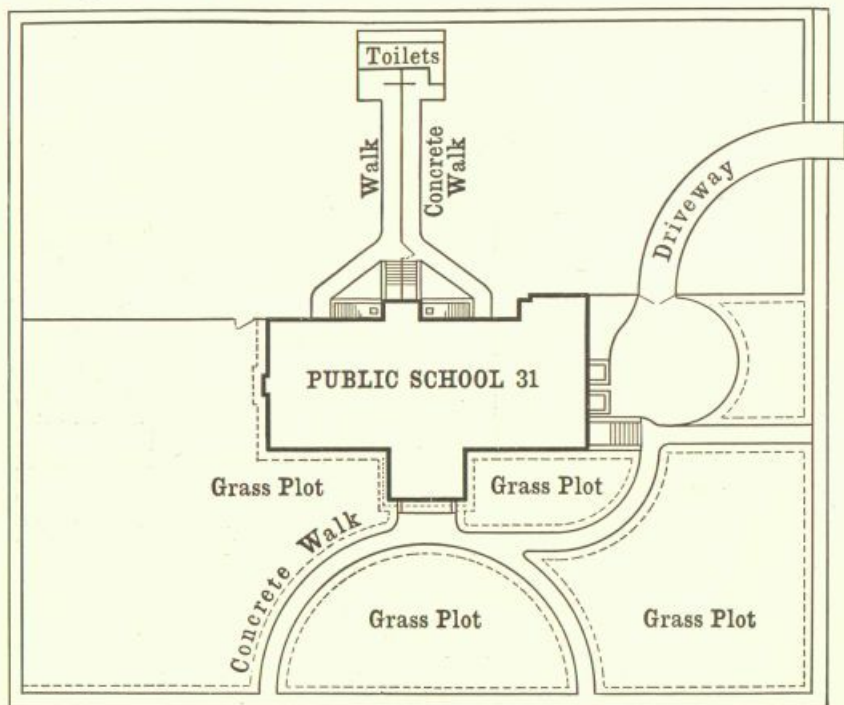 Toilets
Walk
Concrete
Walk
Driveway
PUBLIC SCHOOL 31
Grass Plot
Grass Plot
Concrete Walk
Grass Plot
Grass Plot